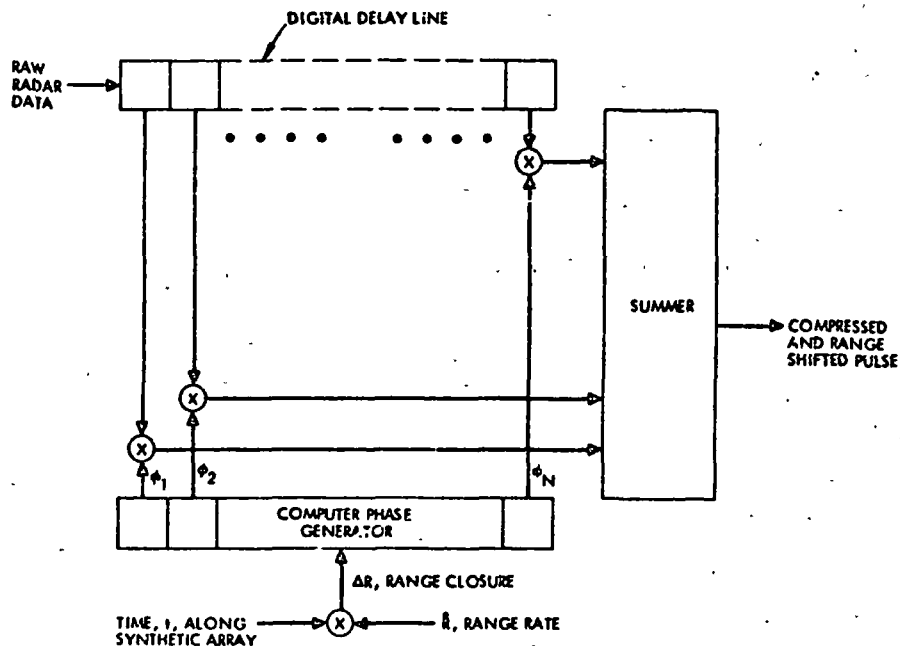 DIGITAL DELAY LINE
RAW
RADAR
DATA
X
SUMMER
COMPRESSED
AND RANGE
SHIFTED PULSE
X
X
ϕ1
ϕ2
ϕN
COMPUTER PHASE
GENERATOR
ΔR, RANGE CLOSURE
TIME, t, ALONG
SYNTHETIC ARRAY
X
Ṙ, RANGE RATE